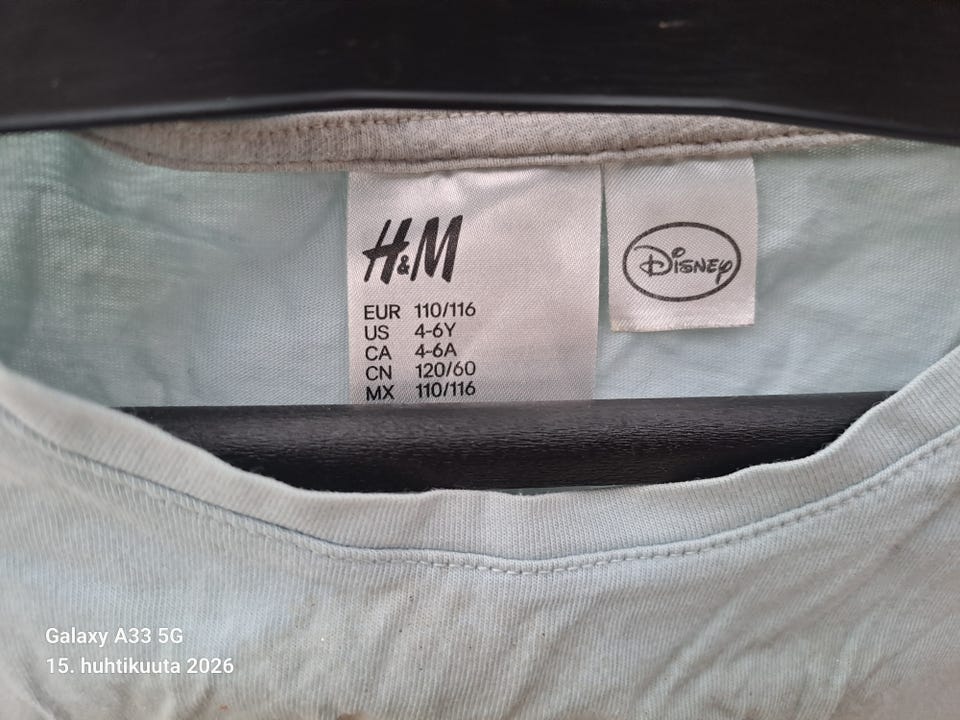 H&M
EUR 110/116
US 4-6Y
CA 4-6A
CN 120/60
MX 110/116
Disney
Galaxy A33 5G
15. huhtikuuta 2026